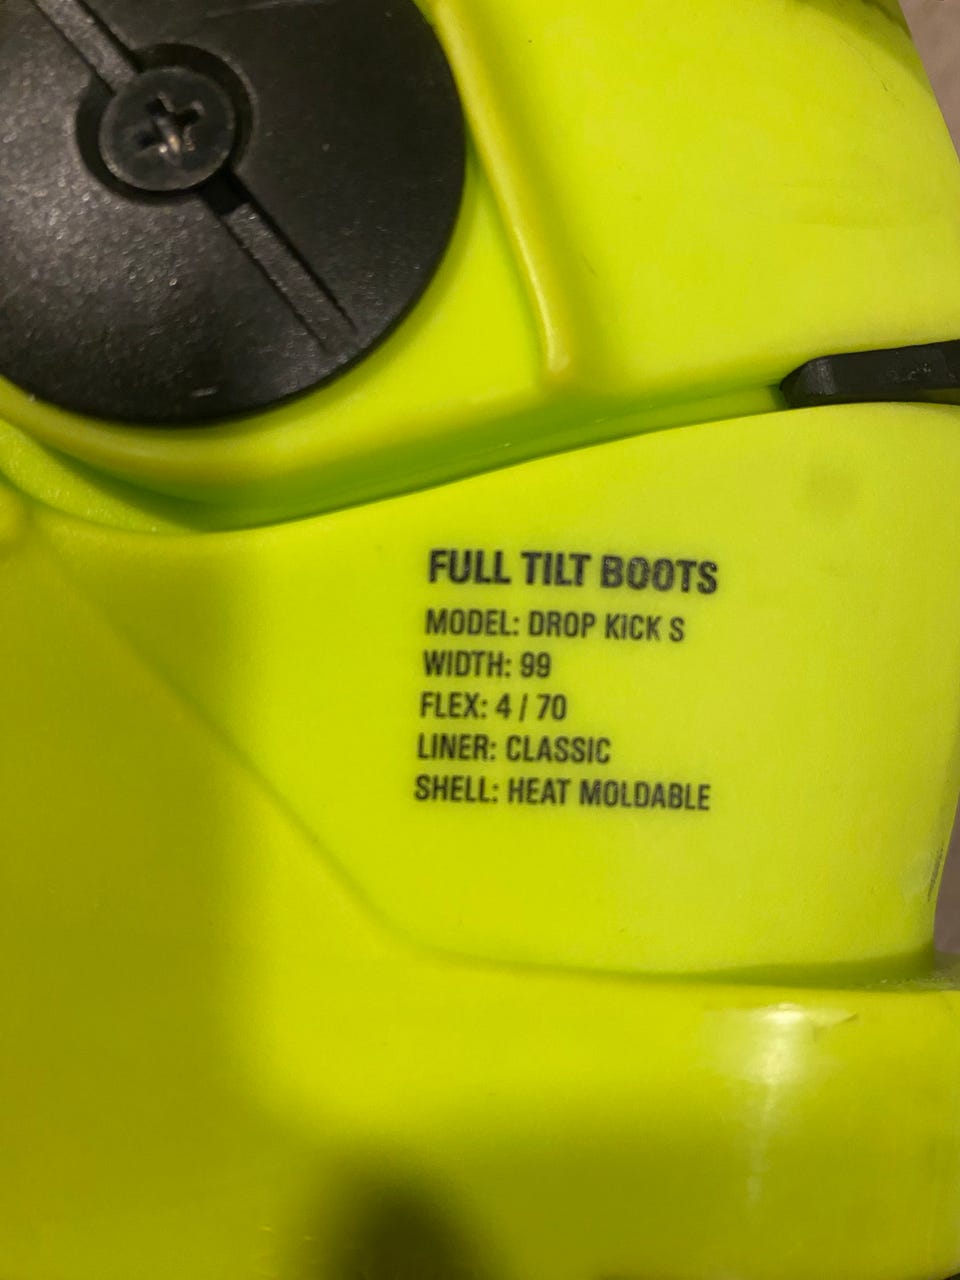 FULL TILT BOOTS
MODEL: DROP KICK S
WIDTH: 99
FLEX: 4 / 70
LINER: CLASSIC
SHELL: HEAT MOLDABLE